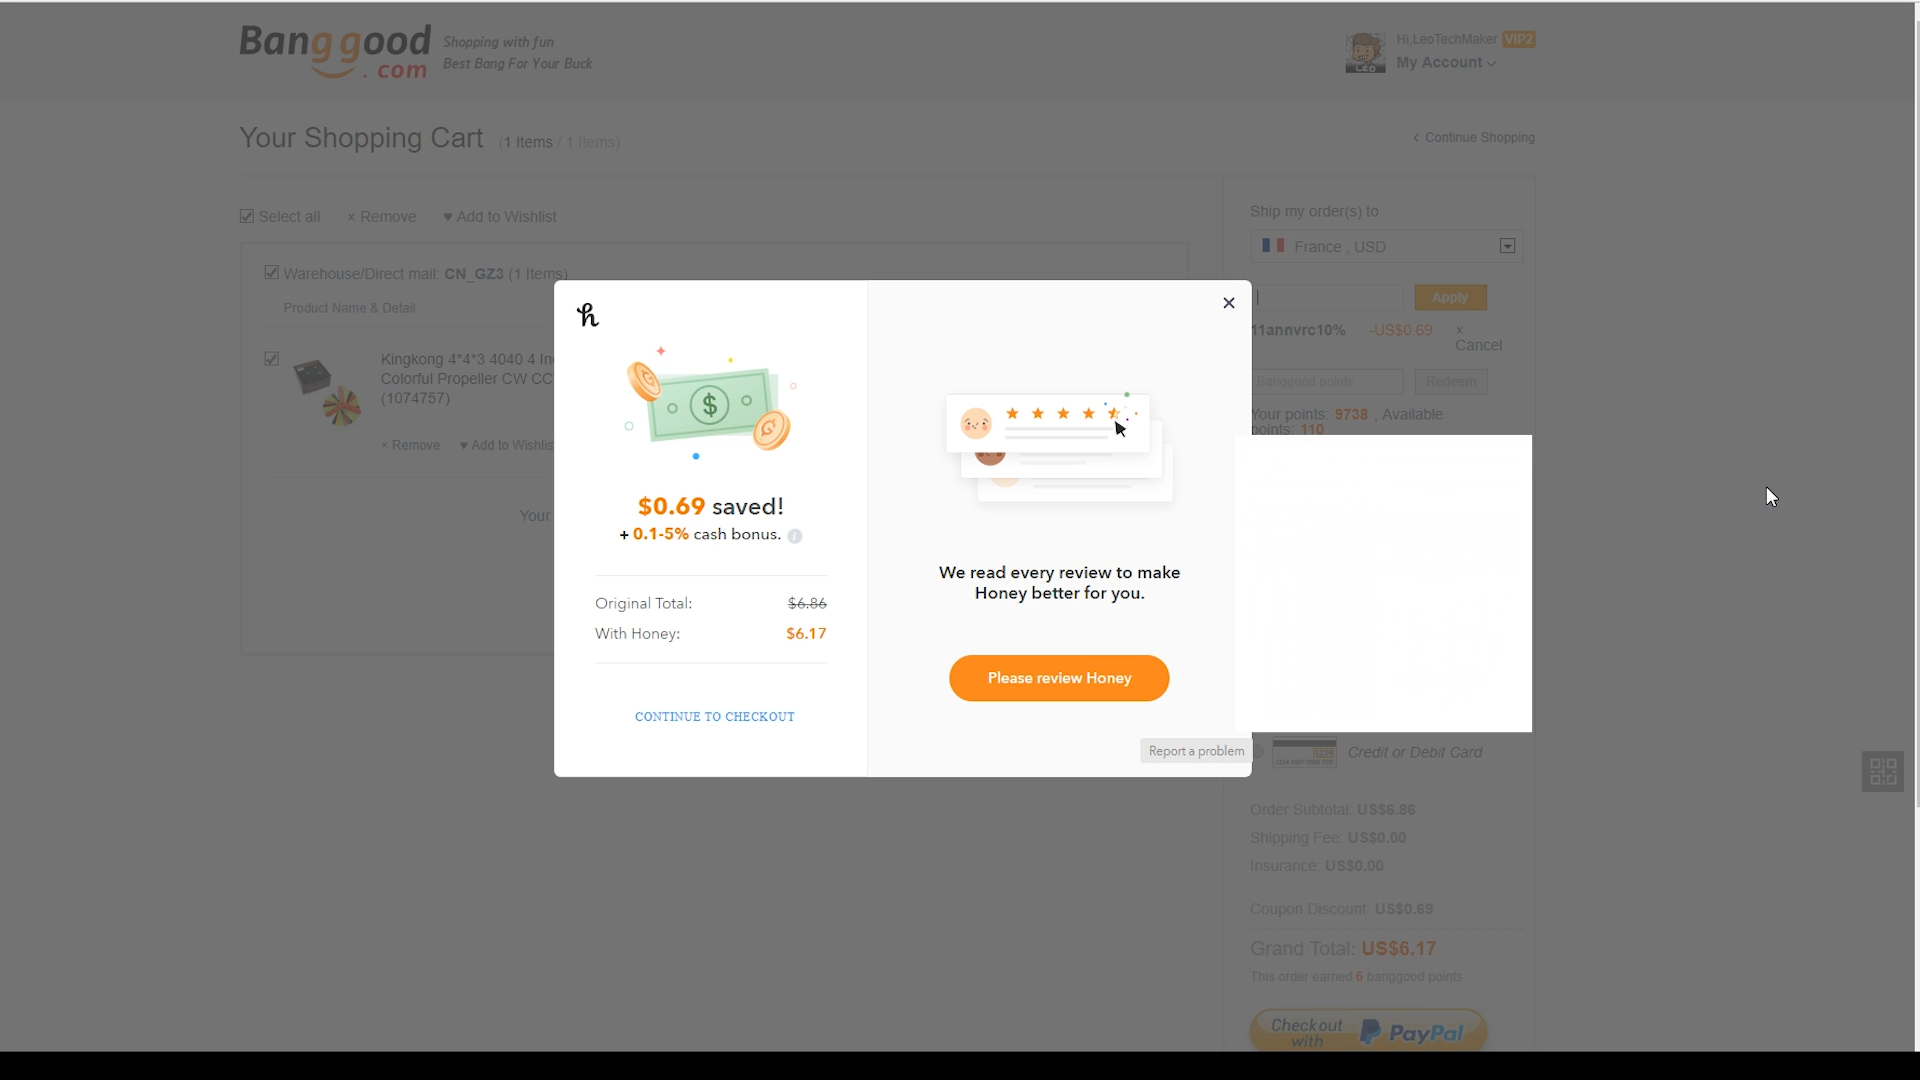 Banggood
.com
Shopping with fun
Best Bang For Your Buck
Hi,LeoTechMaker VIP2
My Account
LEO
Your Shopping Cart (1 Items / 1 Items)
< Continue Shopping
Select all × Remove ♥ Add to Wishlist
Ship my order(s) to
France , USD
Warehouse/Direct mail: CN_GZ3 (1 Items)
Product Name & Detail
Apply
11annvrc10% -US$0.69 × Cancel
Kingkong 4*4*3 4040 4 In
Colorful Propeller CW CC
(1074757)
Banggood points Redeem
Your points: 9738 , Available
points: 110
× Remove ♥ Add to Wishlis
Your
h
$
$0.69 saved!
+ 0.1-5% cash bonus. i
Original Total: $6.86
With Honey: $6.17
CONTINUE TO CHECKOUT
We read every review to make
Honey better for you.
Please review Honey
Report a problem
Credit or Debit Card
Order Subtotal: US$6.86
Shipping Fee: US$0.00
Insurance: US$0.00
Coupon Discount: US$0.69
Grand Total: US$6.17
This order earned 6 banggood points
Checkout
with PayPal